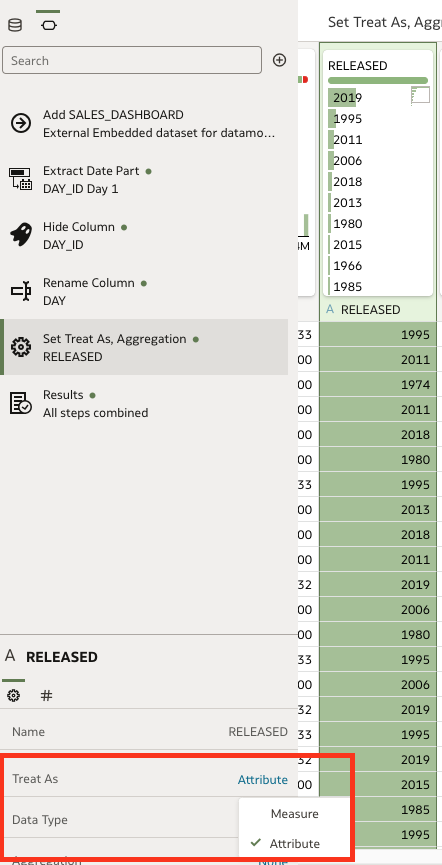 Set Treat As, Aggr
Search
Add SALES_DASHBOARD
External Embedded dataset for datamo...
Extract Date Part
DAY_ID Day 1
Hide Column
DAY_ID
Rename Column
DAY
Set Treat As, Aggregation
RELEASED
Results
All steps combined
RELEASED
2019
1995
2011
2006
2018
2013
1980
2015
1966
1985
4M
A RELEASED
33 1995
00 2011
00 1974
00 2011
00 2018
00 1980
33 1995
00 2013
00 2018
00 2011
32 2019
00 2006
00 1980
33 1995
00 2006
32 2019
33 1995
32 2019
00 2015
1985
1995
A RELEASED
#
Name RELEASED
Treat As Attribute
Data Type
Measure
Attribute
Aggregation None